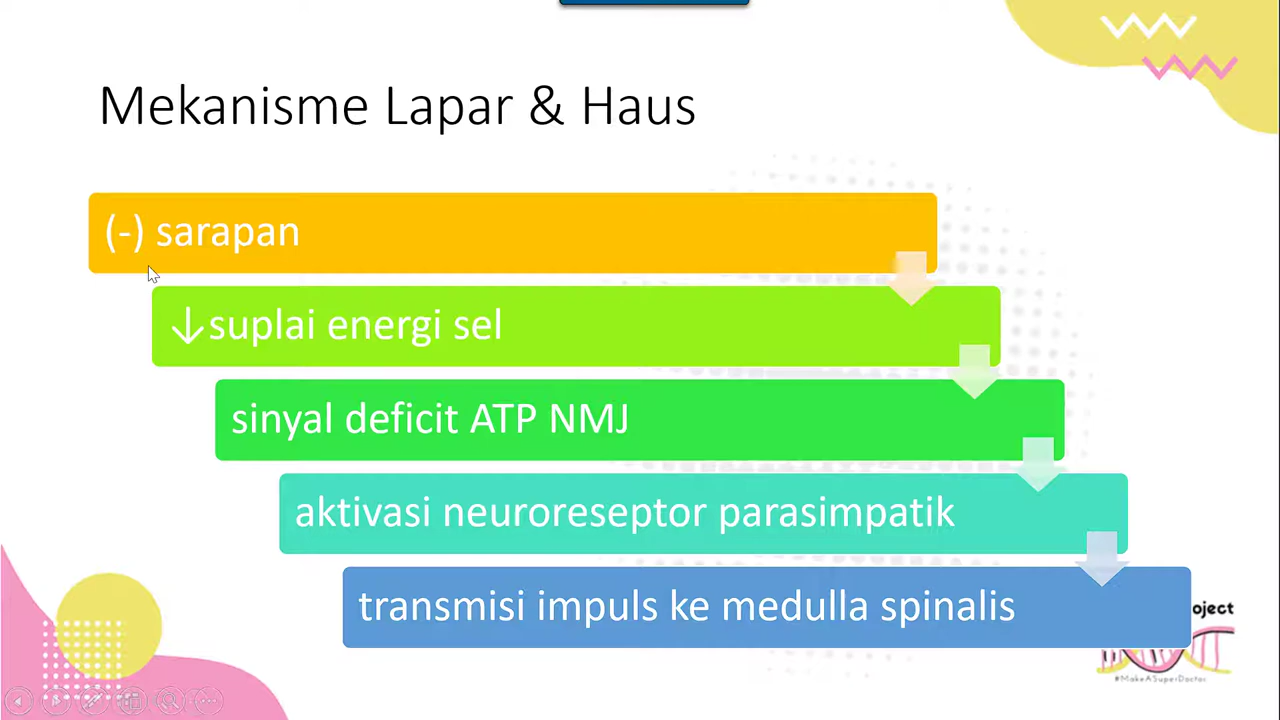 Mekanisme Lapar & Haus
(-) sarapan
↓suplai energi sel
sinyal deficit ATP NMJ
aktivasi neuroreseptor parasimpatik
transmisi impuls ke medulla spinalis
#MakeASuperDoctor